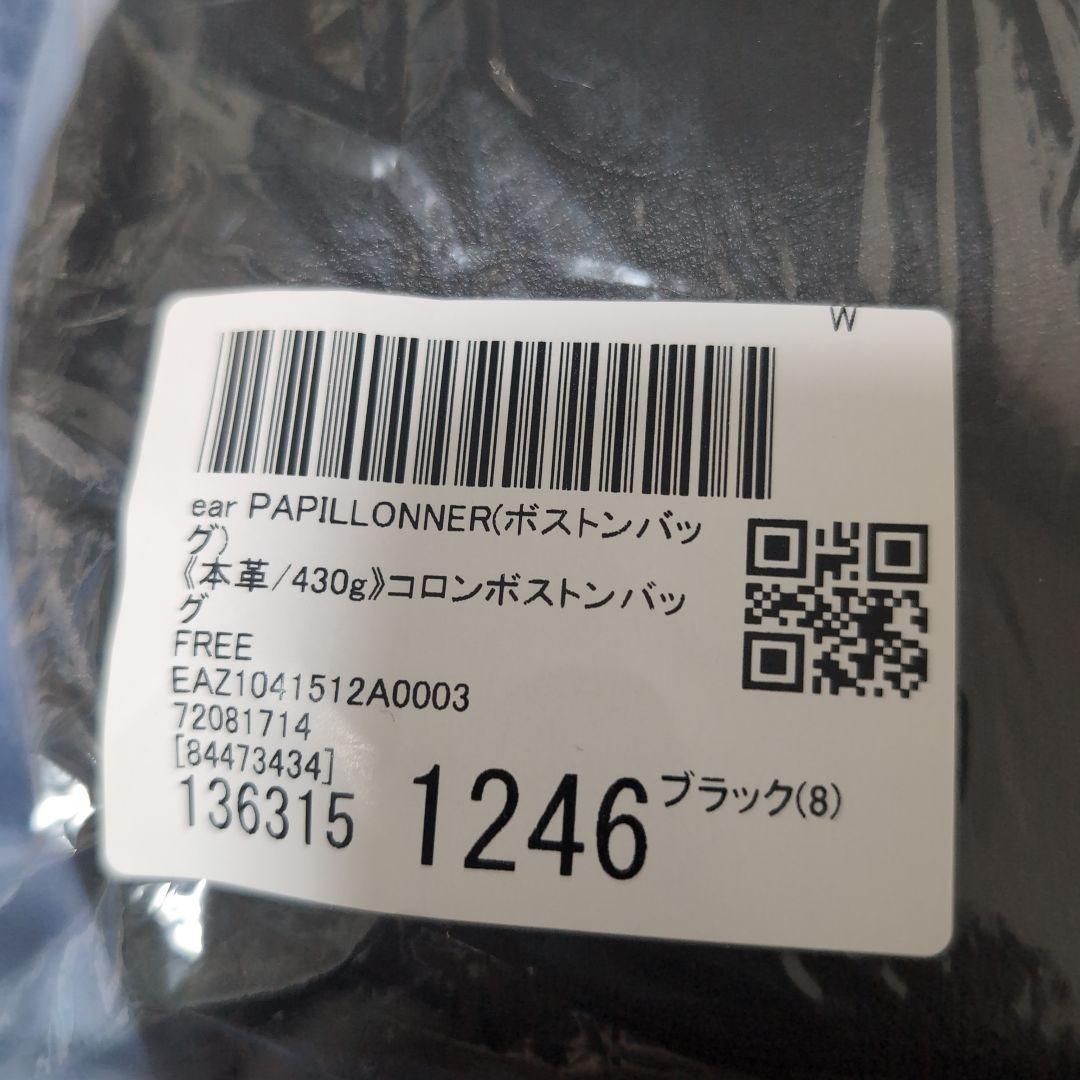 W
ear PAPILLONNER(ボストンバッ
グ)
《本革/430g》コロンボストンバッ
グ
FREE
EAZ1041512A0003
72081714
[84473434]
136315 1246 ブラック(8)